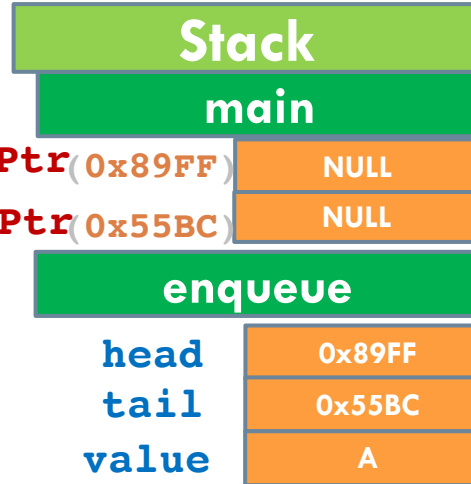 Stack
main
Ptr(0x89FF) NULL
Ptr(0x55BC) NULL
enqueue
head 0x89FF
tail 0x55BC
value A